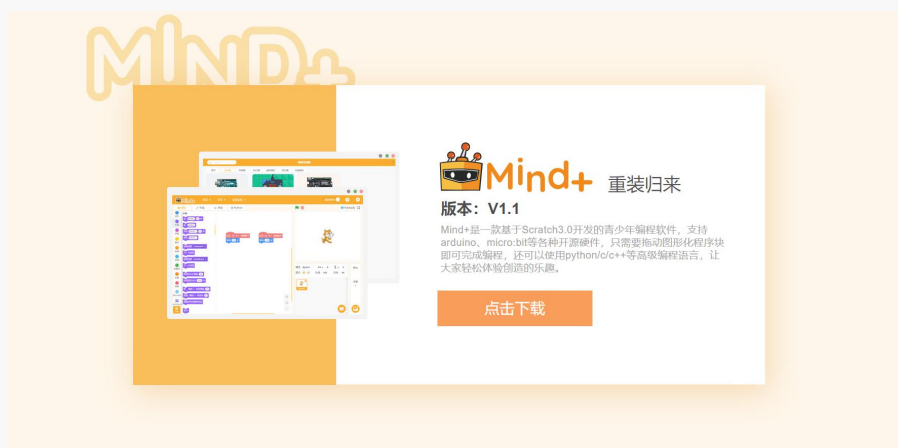 MIND+
Mind+ 重装归来
版本：V1.1
Mind+是一款基于Scratch3.0开发的青少年编程软件，支持
arduino、micro:bit等各种开源硬件，只需要拖动图形化程序块
即可完成编程，还可以使用python/c/c++等高级编程语言，让
大家轻松体验创造的乐趣。
点击下载